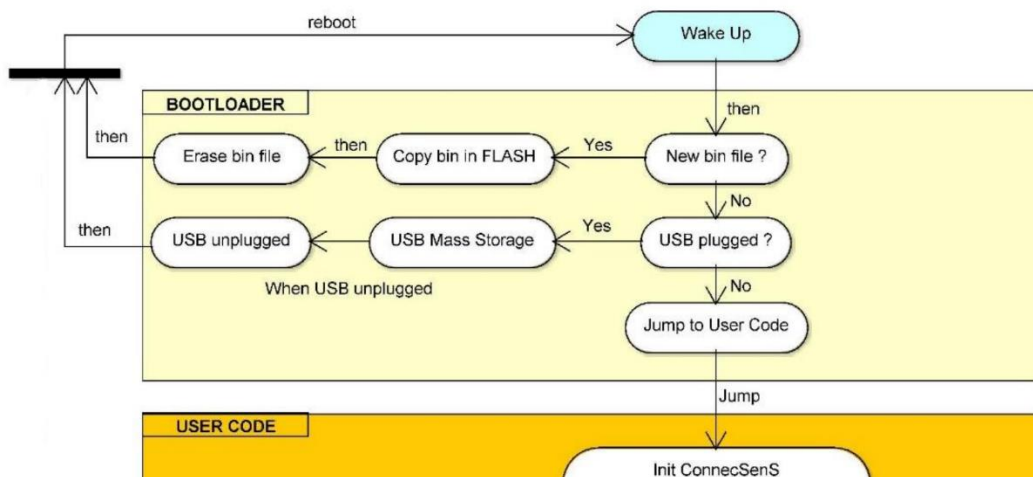 reboot
Wake Up
BOOTLOADER
then
then
Erase bin file
then
Copy bin in FLASH
Yes
New bin file ?
No
then
USB unplugged
USB Mass Storage
Yes
USB plugged ?
When USB unplugged
No
Jump to User Code
Jump
USER CODE
Init ConnecSenS